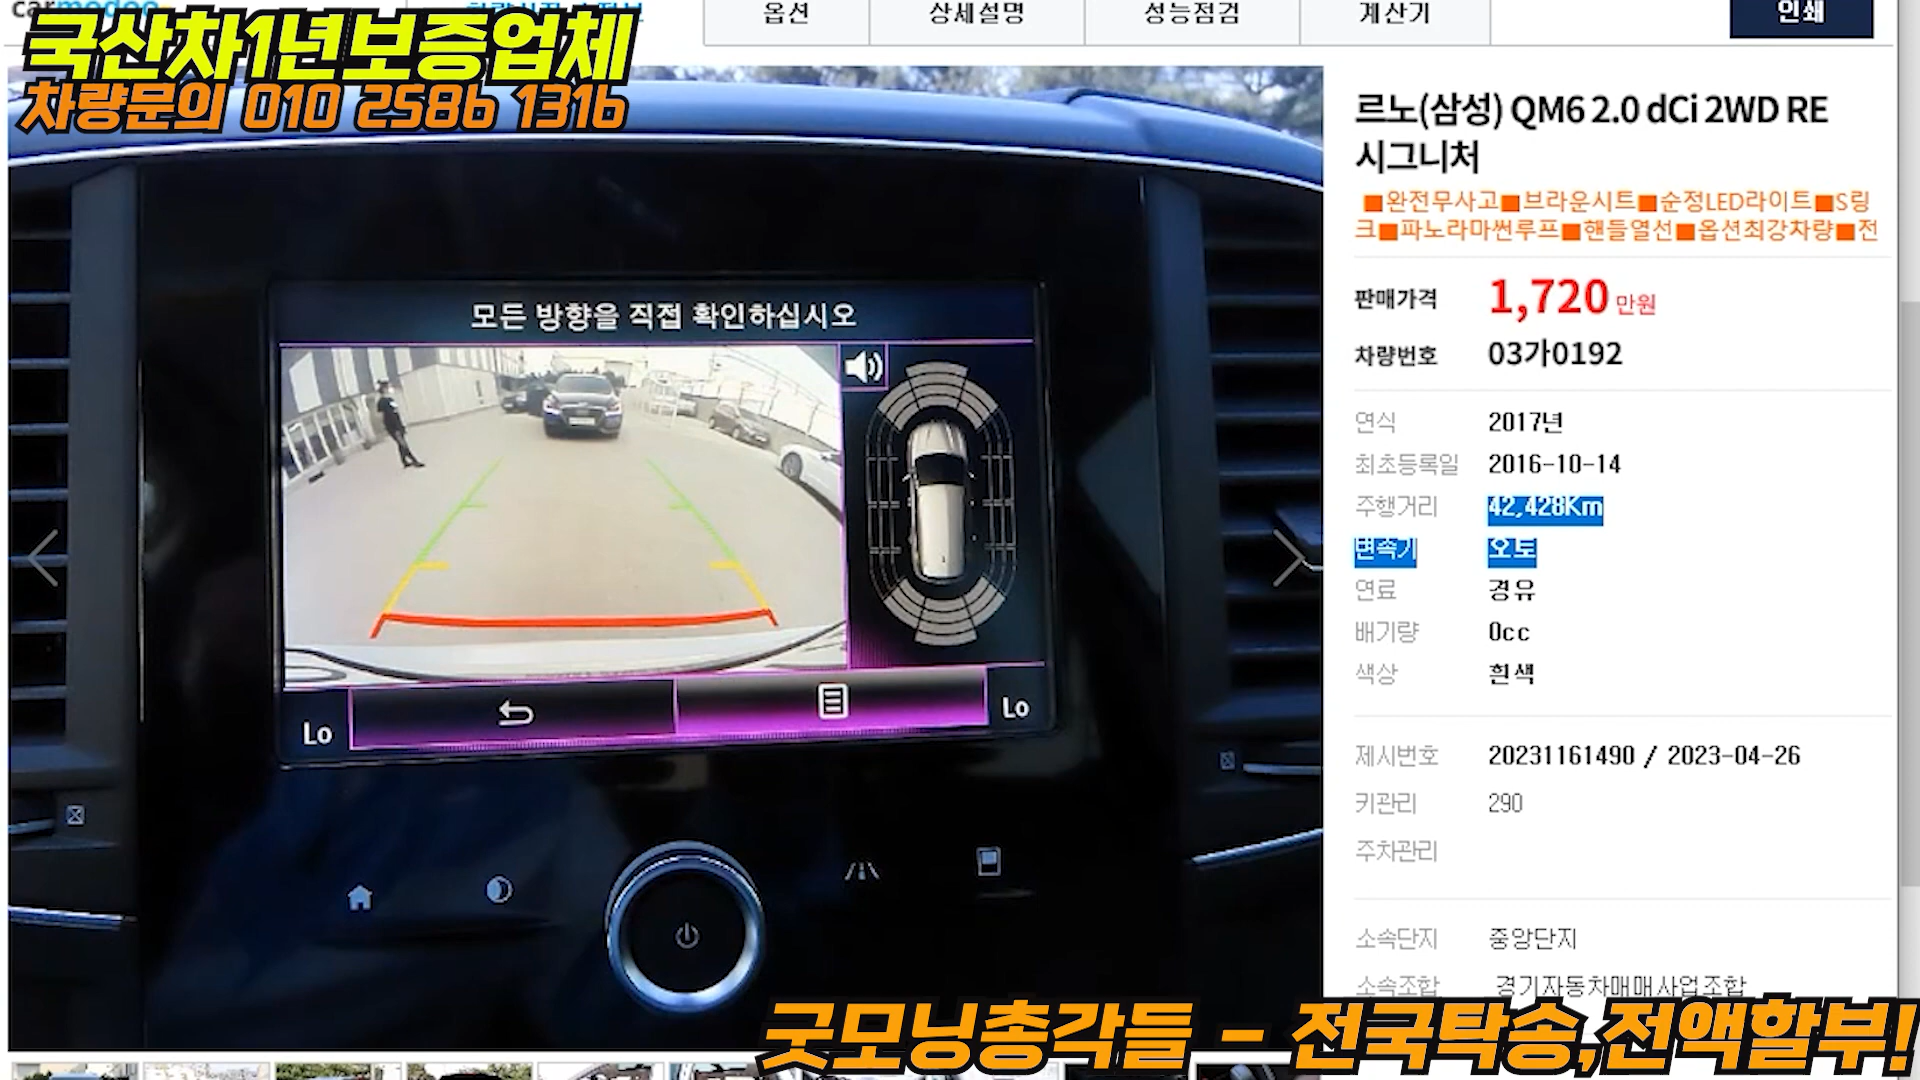 carmodoo
국산차1년보증업체
차량문의 010 2586 1316
옵션
상세설명
성능점검
계산기
인쇄
모든 방향을 직접 확인하십시오
Lo
Lo
르노(삼성) QM6 2.0 dCi 2WD RE
시그니처
■완전무사고■브라운시트■순정LED라이트■S링
크■파노라마썬루프■핸들열선■옵션최강차량■전
판매가격 1,720 만원
차량번호 03가0192
연식 2017년
최초등록일 2016-10-14
주행거리 42,428Km
변속기 오토
연료 경유
배기량 0cc
색상 흰색
제시번호 20231161490 / 2023-04-26
키관리 290
주차관리
소속단지 중앙단지
소속조합 경기자동차매매사업조합
굿모닝총각들 - 전국탁송,전액할부!